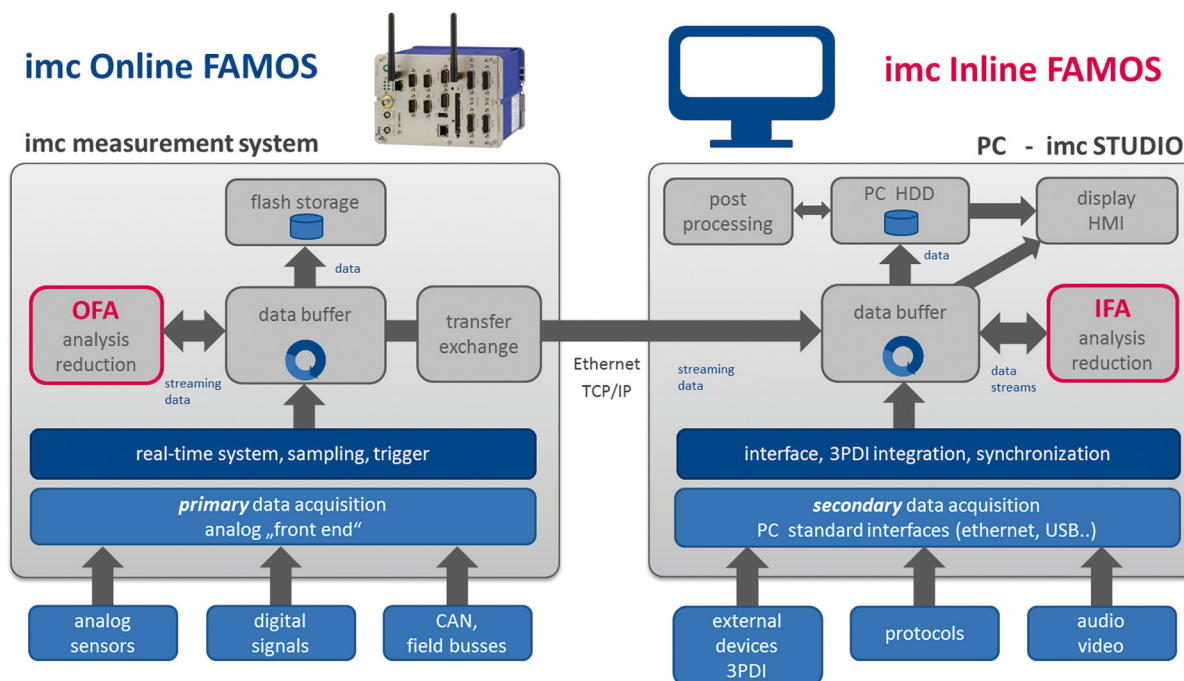 imc Online FAMOS
imc measurement system
flash storage
data
OFA
analysis
reduction
data buffer
transfer
exchange
streaming
data
real-time system, sampling, trigger
primary data acquisition
analog „front end“
analog
sensors
digital
signals
CAN,
field busses
Ethernet
TCP/IP
imc Inline FAMOS
PC - imc STUDIO
post
processing
PC HDD
display
HMI
data
data buffer
IFA
analysis
reduction
streaming
data
data
streams
interface, 3PDI integration, synchronization
secondary data acquisition
PC standard interfaces (ethernet, USB..)
external
devices
3PDI
protocols
audio
video